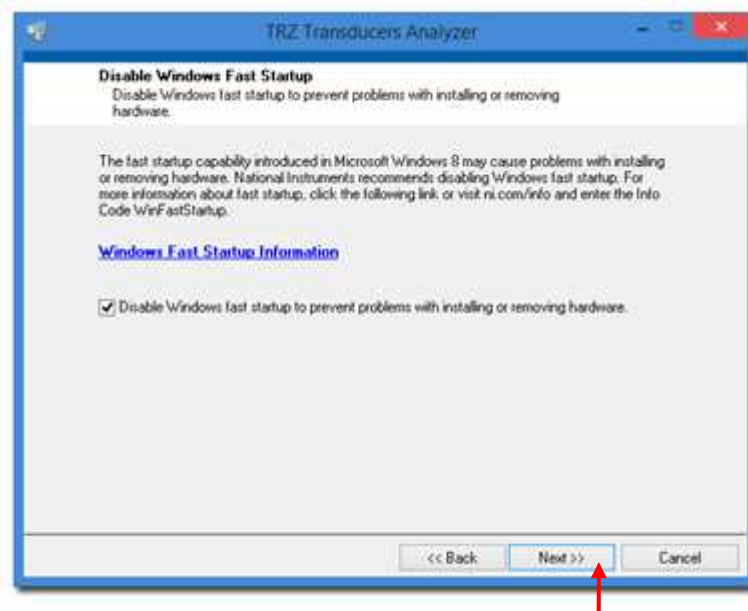 TRZ Transducers Analyzer
Disable Windows Fast Startup
Disable Windows fast startup to prevent problems with installing or removing
hardware.
The fast startup capability introduced in Microsoft Windows 8 may cause problems with installing
or removing hardware. National Instruments recommends disabling Windows fast startup. For
more information about fast startup, click the following link or visit ni.com/info and enter the Info
Code WinFastStartup.
Windows Fast Startup Information
Disable Windows fast startup to prevent problems with installing or removing hardware.
<< Back Next >> Cancel